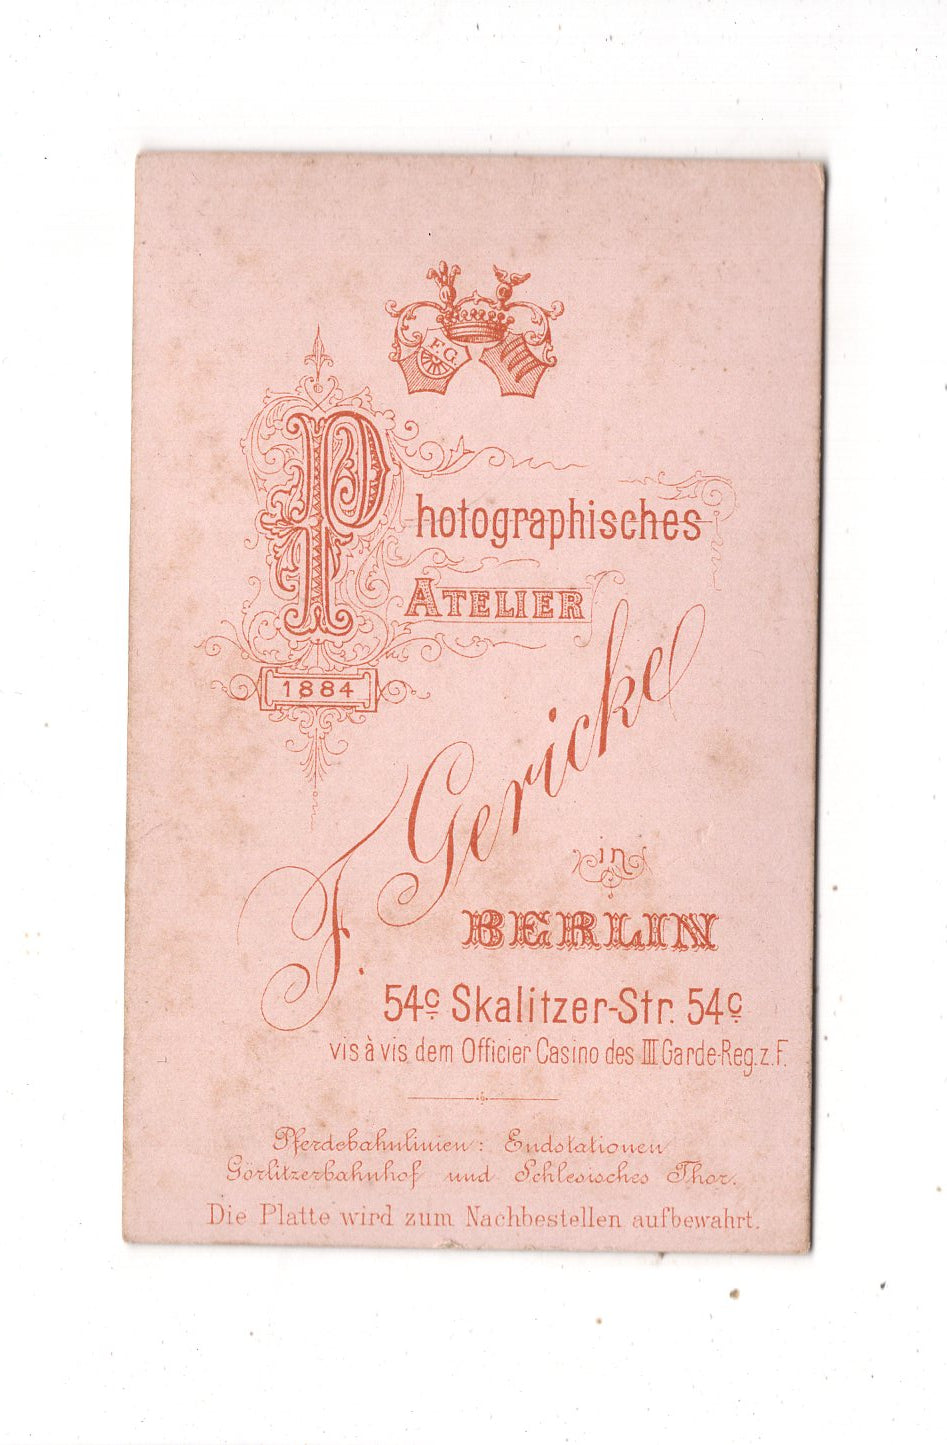 F.G.
Photographisches
ATELIER
1884
F. Gericke
in
BERLIN
54c Skalitzer-Str. 54c
vis à vis dem Officier Casino des III Garde-Reg. z. F.
Pferdebahnlinien: Endstationen
Görlitzerbahnhof und Schlesisches Thor.
Die Platte wird zum Nachbestellen aufbewahrt.